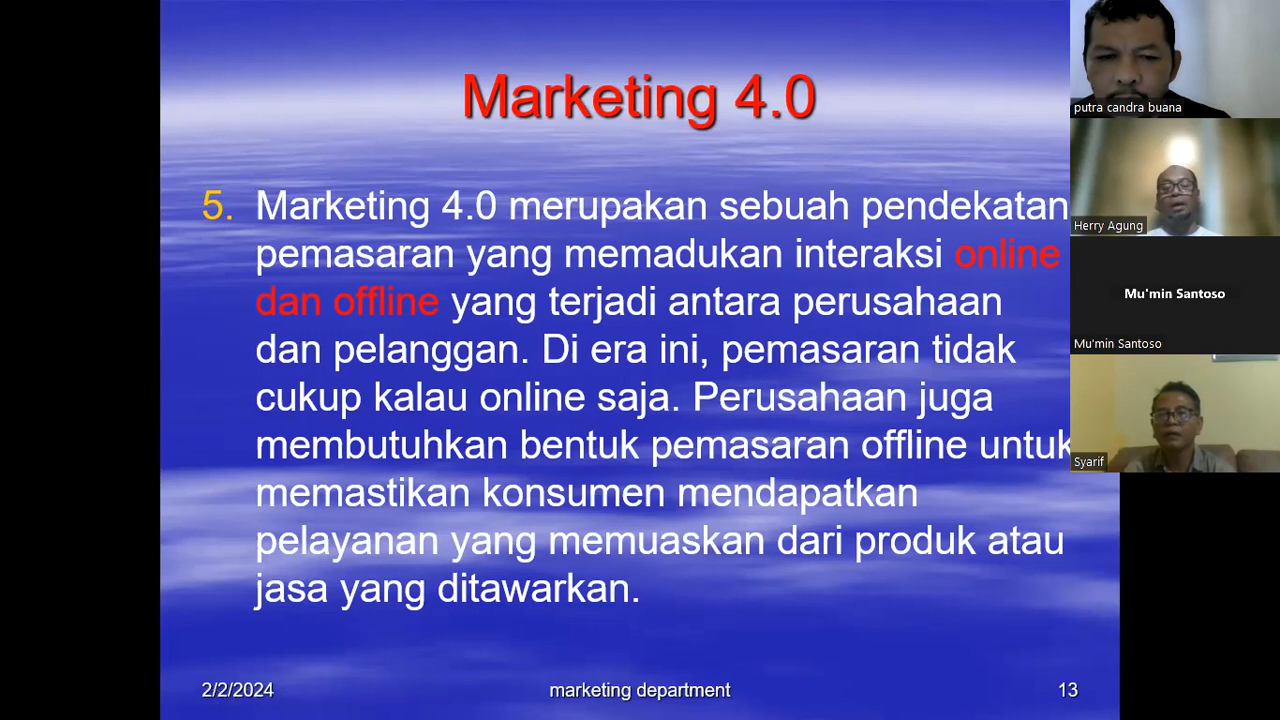 Marketing 4.0
5. Marketing 4.0 merupakan sebuah pendekatan
pemasaran yang memadukan interaksi online
dan offline yang terjadi antara perusahaan
dan pelanggan. Di era ini, pemasaran tidak
cukup kalau online saja. Perusahaan juga
membutuhkan bentuk pemasaran offline untuk
memastikan konsumen mendapatkan
pelayanan yang memuaskan dari produk atau
jasa yang ditawarkan.
2/2/2024
marketing department
13
putra candra buana
Herry Agung
Mu'min Santoso
Mu'min Santoso
Syarif